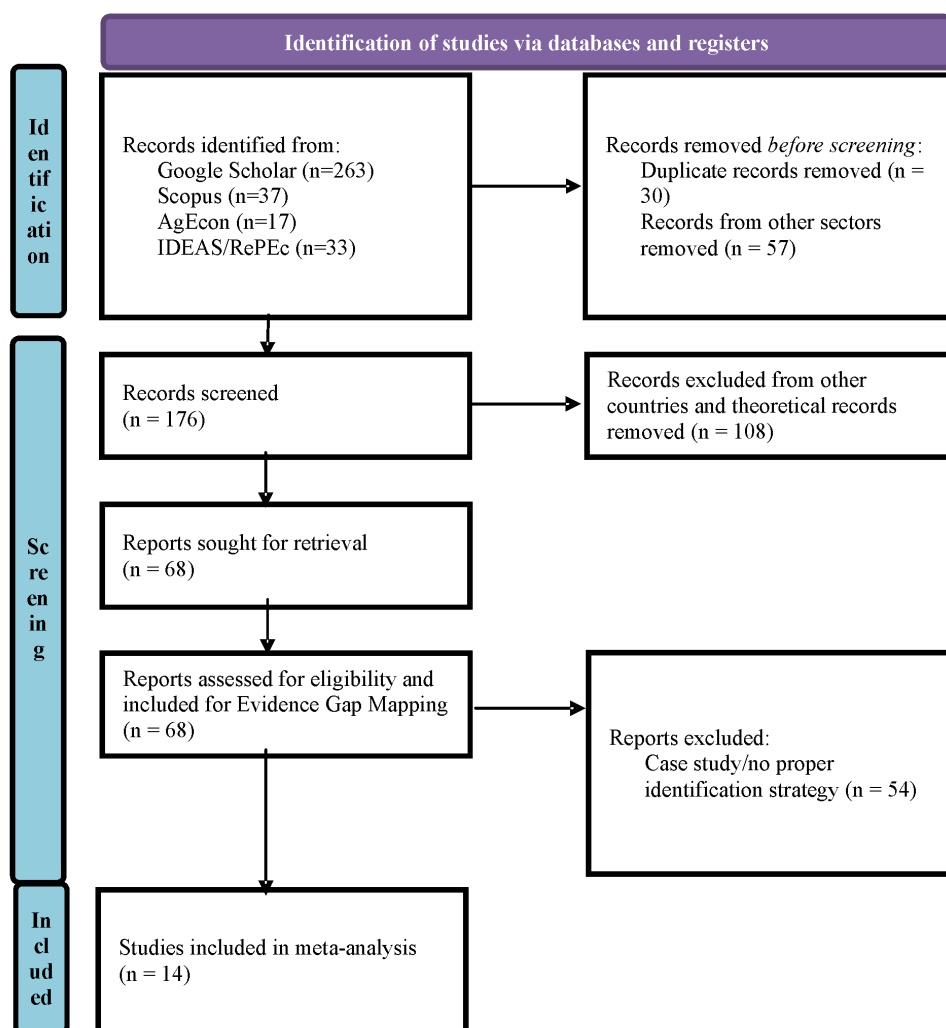 Identification of studies via databases and registers
Id
en
tif
ic
ati
on
Records identified from:
Google Scholar (n=263)
Scopus (n=37)
AgEcon (n=17)
IDEAS/RePEc (n=33)
Records removed before screening:
Duplicate records removed (n =
30)
Records from other sectors
removed (n = 57)
Sc
re
en
in
g
Records screened
(n = 176)
Records excluded from other
countries and theoretical records
removed (n = 108)
Reports sought for retrieval
(n = 68)
Reports assessed for eligibility and
included for Evidence Gap Mapping
(n = 68)
Reports excluded:
Case study/no proper
identification strategy (n = 54)
In
cl
ud
ed
Studies included in meta-analysis
(n = 14)